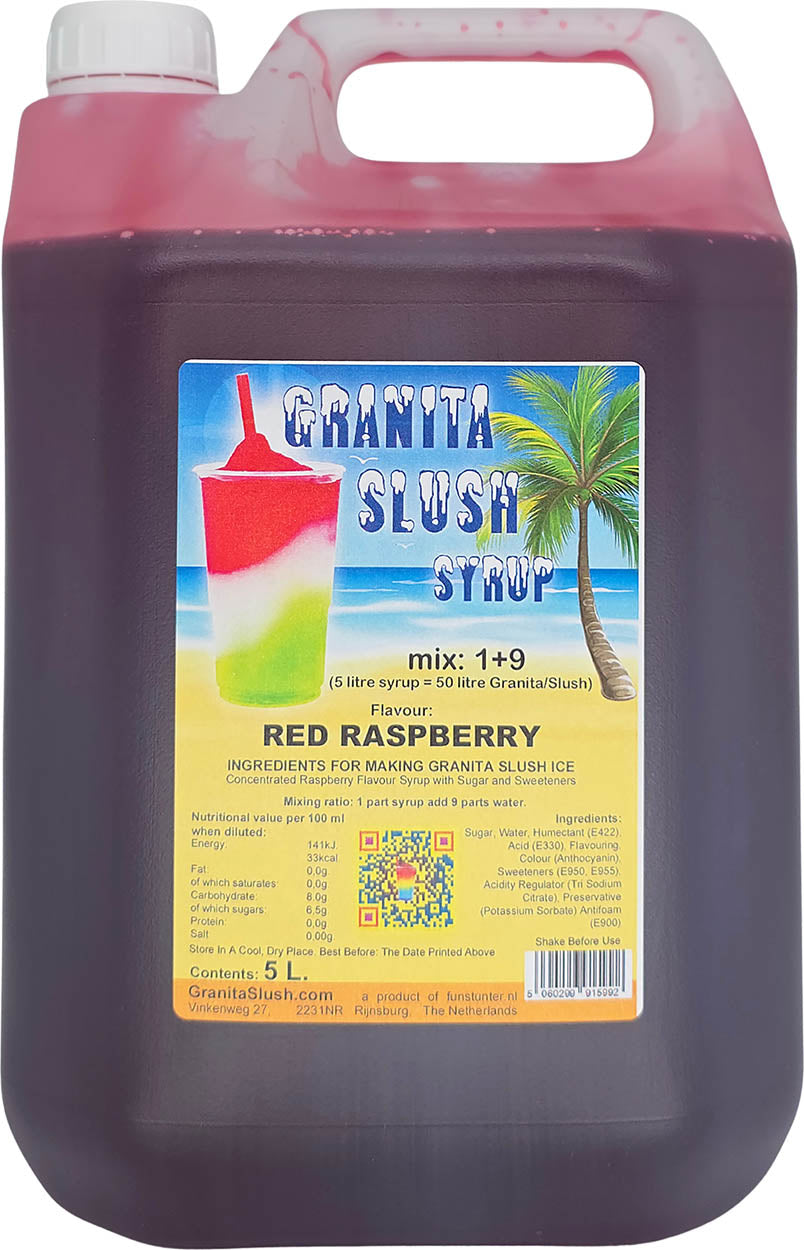 GRANITA
SLUSH
SYRUP
mix: 1+9
(5 litre syrup = 50 litre Granita/Slush)
Flavour:
RED RASPBERRY
INGREDIENTS FOR MAKING GRANITA SLUSH ICE
Concentrated Raspberry Flavour Syrup with Sugar and Sweeteners
Mixing ratio: 1 part syrup add 9 parts water.
Nutritional value per 100 ml
when diluted:
Energy. 141kJ.
33kcal
Fat: 0,0g
of which saturates: 0,0g
Carbohydrate: 8.0g
of which sugars: 6,5g
Protein: 0,0g
Salt 0.00g
Ingredients:
Sugar, Water, Humectant (E422),
Acid (E330), Flavouring,
Colour (Anthocyanin),
Sweeteners (E950, E955),
Acidity Regulator (Tri Sodium
Citrate), Preservative
(Potassium Sorbate) Antifoam
(E900)
Shake Before Use
Store In A Cool, Dry Place. Best Before: The Date Printed Above
Contents: 5 L.
5 060299 915992
GranitaSlush.com a product of funstunter.nl
Vinkenweg 27, 2231NR Rijnsburg, The Netherlands